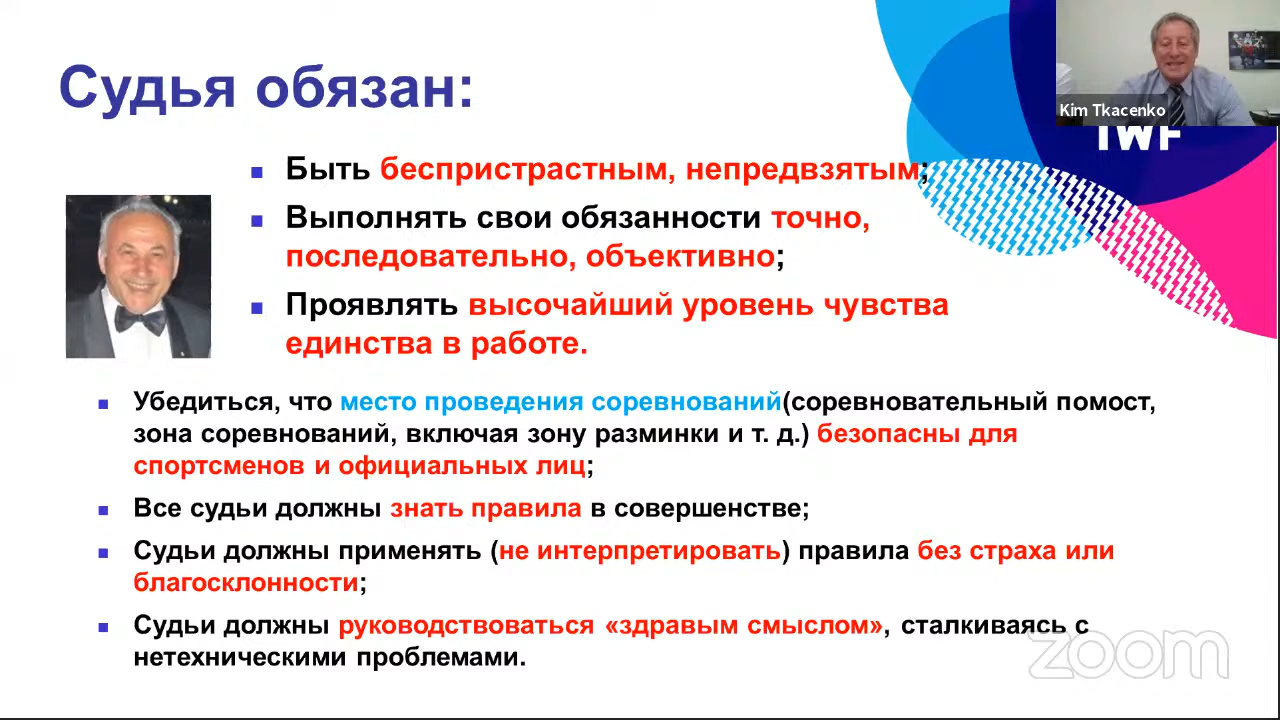 Судья обязан:
Kim Tkacenko
IWF
Быть беспристрастным, непредвзятым;
Выполнять свои обязанности точно,
последовательно, объективно;
Проявлять высочайший уровень чувства
единства в работе.
Убедиться, что место проведения соревнований(соревновательный помост,
зона соревнований, включая зону разминки и т. д.) безопасны для
спортсменов и официальных лиц;
Все судьи должны знать правила в совершенстве;
Судьи должны применять (не интерпретировать) правила без страха или
благосклонности;
Судьи должны руководствоваться «здравым смыслом», сталкиваясь с
нетехническими проблемами.
zoom